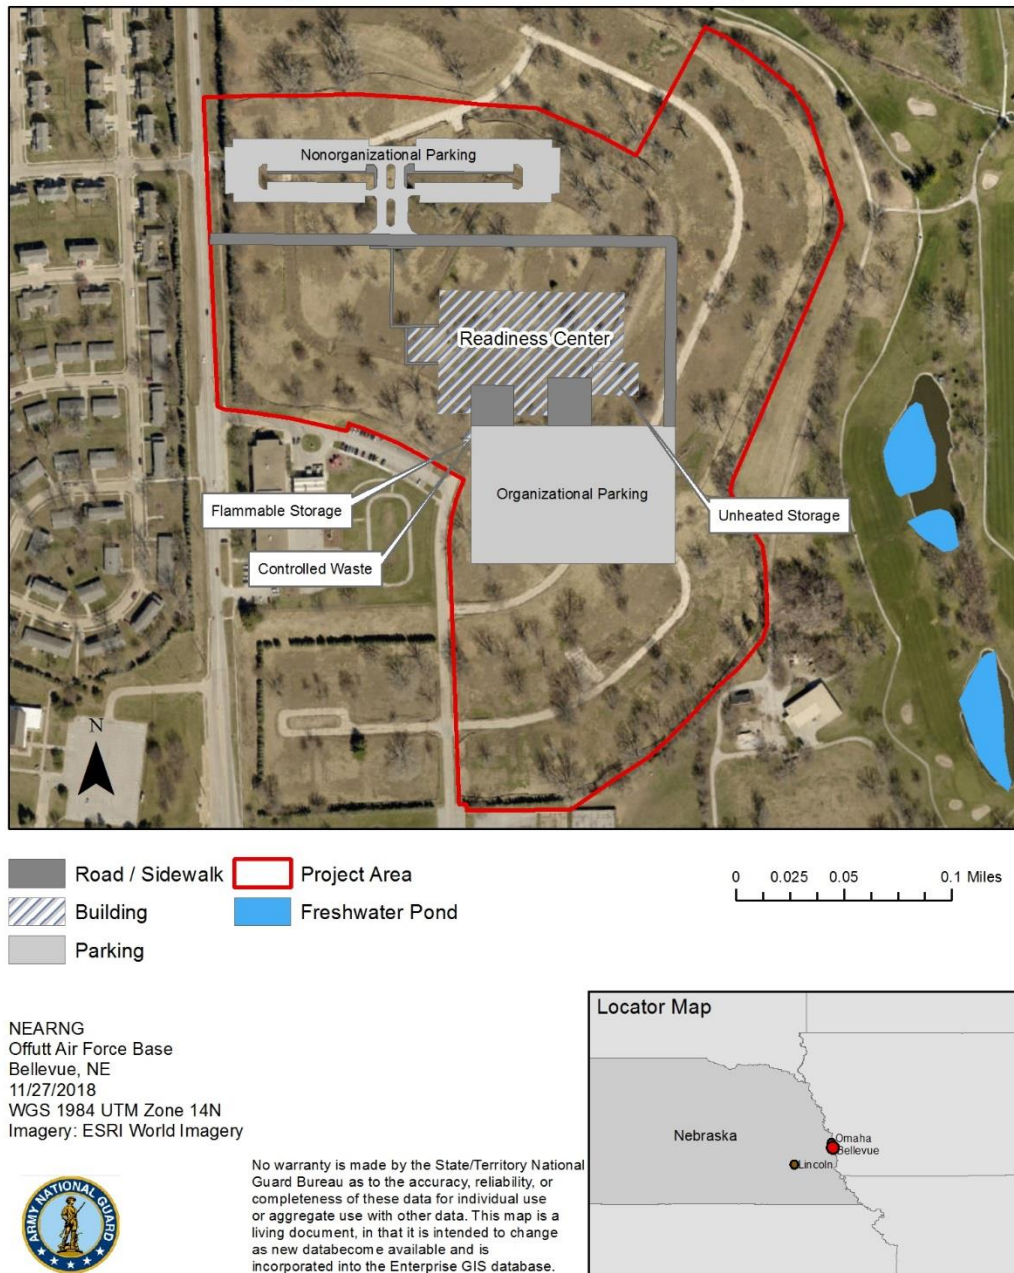 Nonorganizational Parking
Readiness Center
Organizational Parking
Flammable Storage
Unheated Storage
Controlled Waste
N
Road / Sidewalk
Project Area
Building
Freshwater Pond
Parking
0 0.025 0.05 0.1 Miles
NEARNG
Offutt Air Force Base
Bellevue, NE
11/27/2018
WGS 1984 UTM Zone 14N
Imagery: ESRI World Imagery
ARMY NATIONAL GUARD
No warranty is made by the State/Territory National
Guard Bureau as to the accuracy, reliability, or
completeness of these data for individual use
or aggregate use with other data. This map is a
living document, in that it is intended to change
as new databecome available and is
incorporated into the Enterprise GIS database.
Locator Map
Nebraska
Omaha
Bellevue
Lincoln